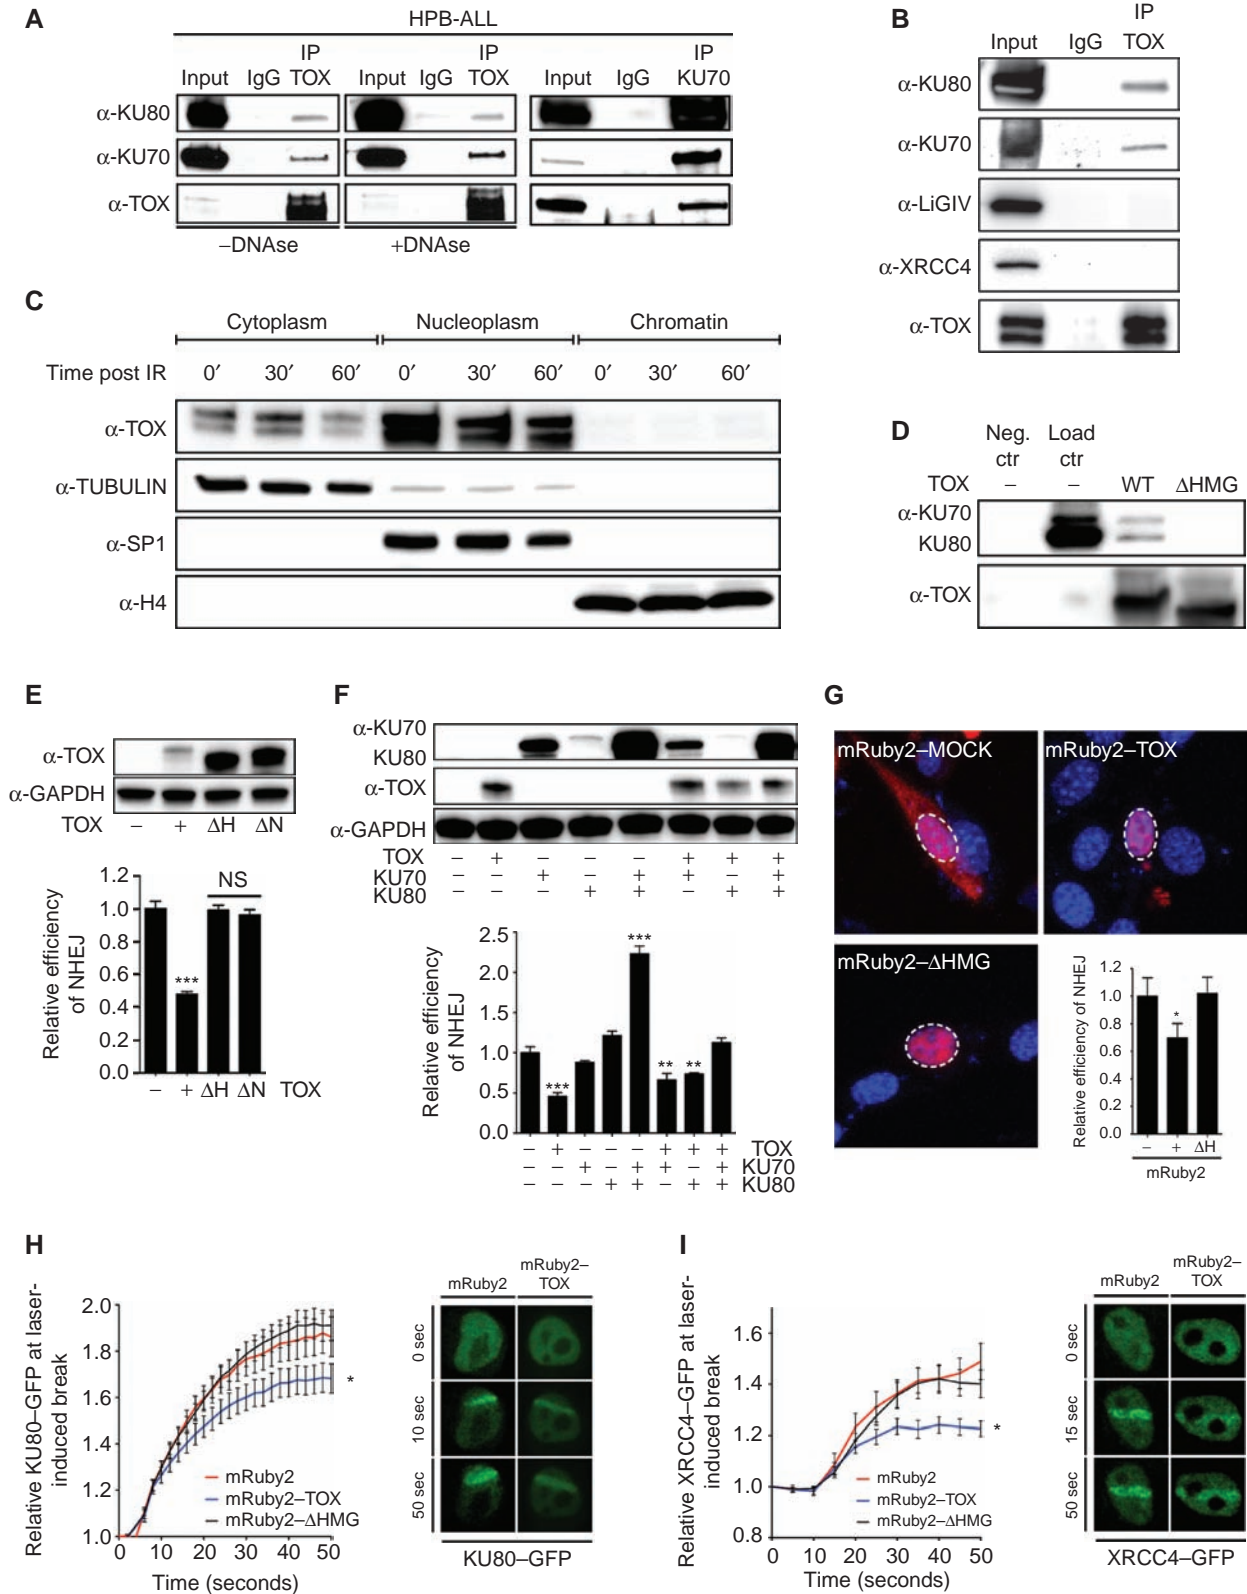 A
HPB-ALL
Input IgG IP TOX Input IgG IP TOX Input IgG IP KU70
α-KU80
α-KU70
α-TOX
–DNAse +DNAse
B
Input IgG IP TOX
α-KU80
α-KU70
α-LiGIV
α-XRCC4
α-TOX
C
Cytoplasm Nucleoplasm Chromatin
Time post IR 0′ 30′ 60′ 0′ 30′ 60′ 0′ 30′ 60′
α-TOX
α-TUBULIN
α-SP1
α-H4
D
Neg. ctr Load ctr
TOX – – WT ΔHMG
α-KU70
KU80
α-TOX
E
α-TOX
α-GAPDH
TOX – + ΔH ΔN
Relative efficiency
of NHEJ
1.2
1.0
0.8
0.6
0.4
0.2
0.0
NS
***
– + ΔH ΔN TOX
F
α-KU70
KU80
α-TOX
α-GAPDH
TOX – + – – – + + +
KU70 – – + – + + – +
KU80 – – – + + – + +
Relative efficiency
of NHEJ
2.5
2.0
1.5
1.0
0.5
0.0
*** *** ** **
– + – – – + + + TOX
– – + – + + – + KU70
– – – + + – + + KU80
G
mRuby2–MOCK
mRuby2–TOX
mRuby2–ΔHMG
Relative efficiency of NHEJ
1.2
1.0
0.8
0.6
0.4
0.2
0.0
*
– + ΔH
mRuby2
H
Relative KU80–GFP at laser-
induced break
2.0
1.8
1.6
1.4
1.2
1.0
*
mRuby2
mRuby2–TOX
mRuby2–ΔHMG
0 10 20 30 40 50
Time (seconds)
mRuby2 mRuby2–
TOX
0 sec
10 sec
50 sec
KU80–GFP
I
Relative XRCC4–GFP at laser-
induced break
1.6
1.4
1.2
1.0
0.8
*
mRuby2
mRuby2–TOX
mRuby2–ΔHMG
0 10 20 30 40 50
Time (seconds)
mRuby2 mRuby2–
TOX
0 sec
15 sec
50 sec
XRCC4–GFP